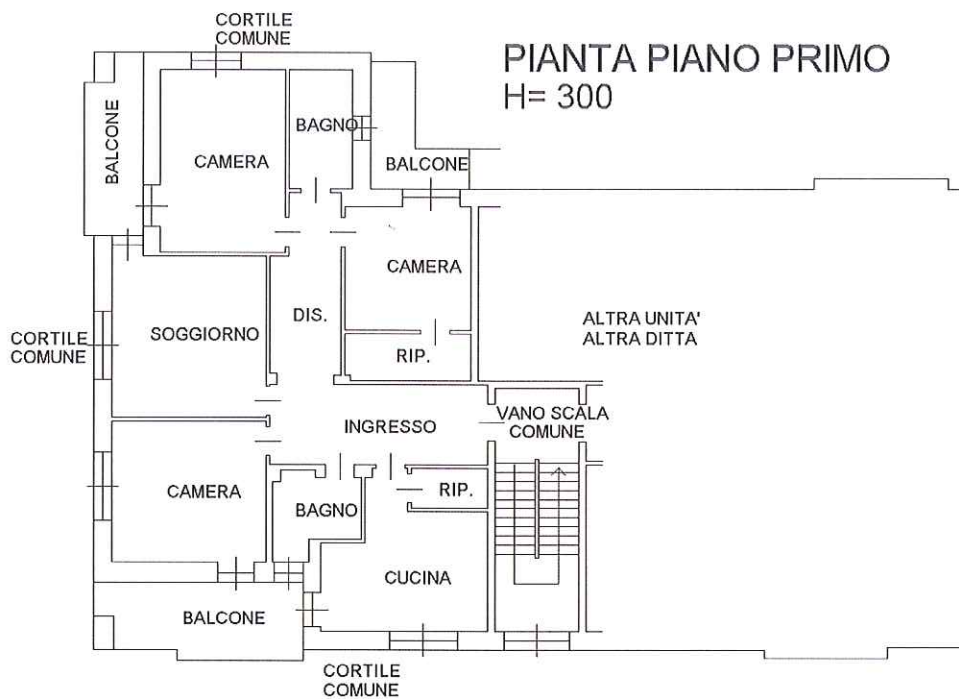 CORTILE
COMUNE
PIANTA PIANO PRIMO
H= 300
BALCONE
BAGNO
CAMERA
BALCONE
CAMERA
DIS.
SOGGIORNO
CORTILE
COMUNE
ALTRA UNITA'
ALTRA DITTA
RIP.
INGRESSO
VANO SCALA
COMUNE
CAMERA
BAGNO
RIP.
CUCINA
BALCONE
CORTILE
COMUNE